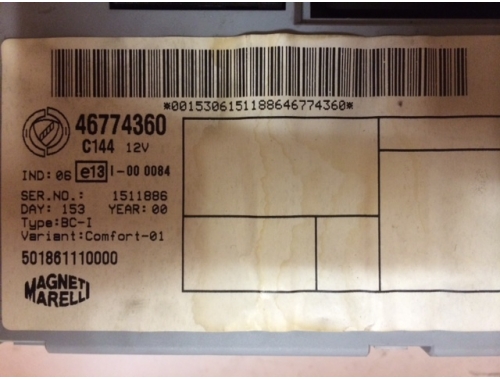 *0015306151188646774360*
46774360
C144 12V
IND: 06 e13 I-00 0084
SER.NO.: 1511886
DAY: 153 YEAR: 00
Type:BC-I
Variant:Comfort-01
501861110000
MAGNETI
MARELLI